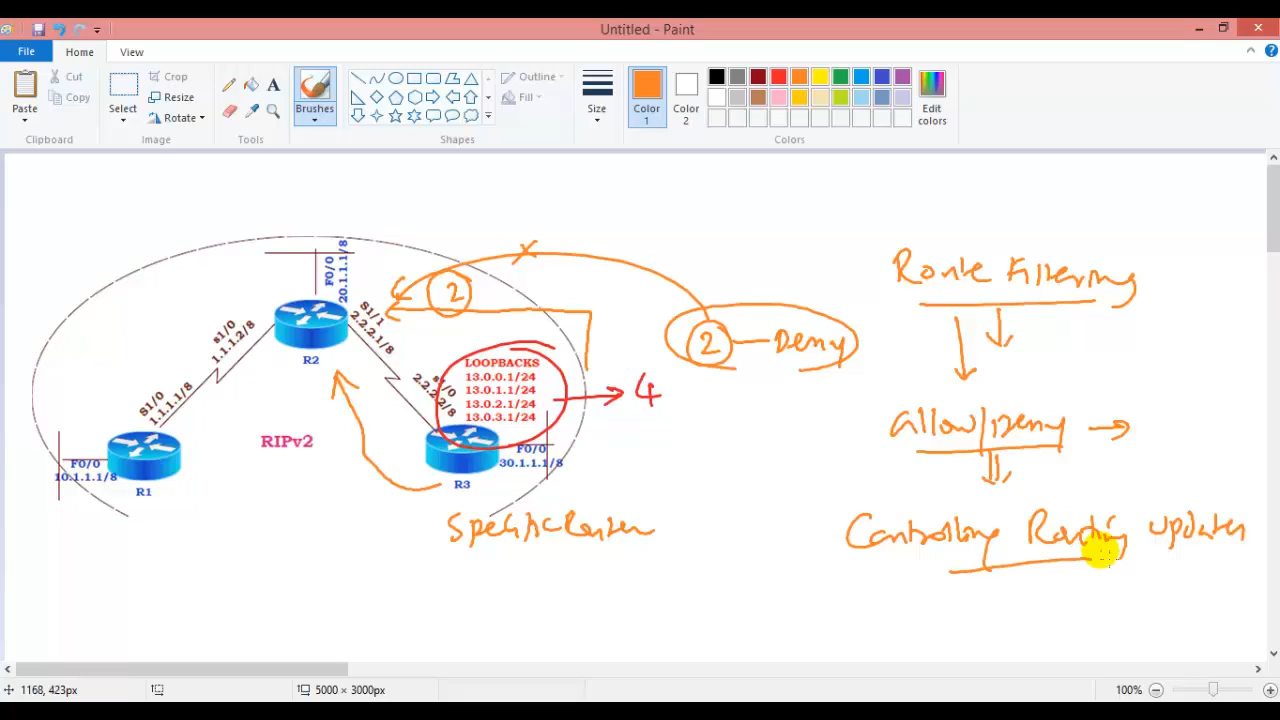 Untitled - Paint
File
Home
View
Paste
Cut
Copy
Clipboard
Select
Crop
Resize
Rotate
Image
A
Tools
Brushes
Shapes
Outline
Fill
Size
Color 1
Color 2
Edit colors
Colors
F0/0
20.1.1.1/8
S1/1
2.2.2.1/8
R2
s1/0
1.1.1.2/8
S1/0
1.1.1.1/8
F0/0
10.1.1.1/8
R1
RIPv2
s1/0
2.2.2.2/8
LOOPBACKS
13.0.0.1/24
13.0.1.1/24
13.0.2.1/24
13.0.3.1/24
F0/0
30.1.1.1/8
R3
2
2 Deny
4
Specific Router
Route Filtering
Allow/Deny
Controlling Routing updates
1168, 423px
5000 × 3000px
100%